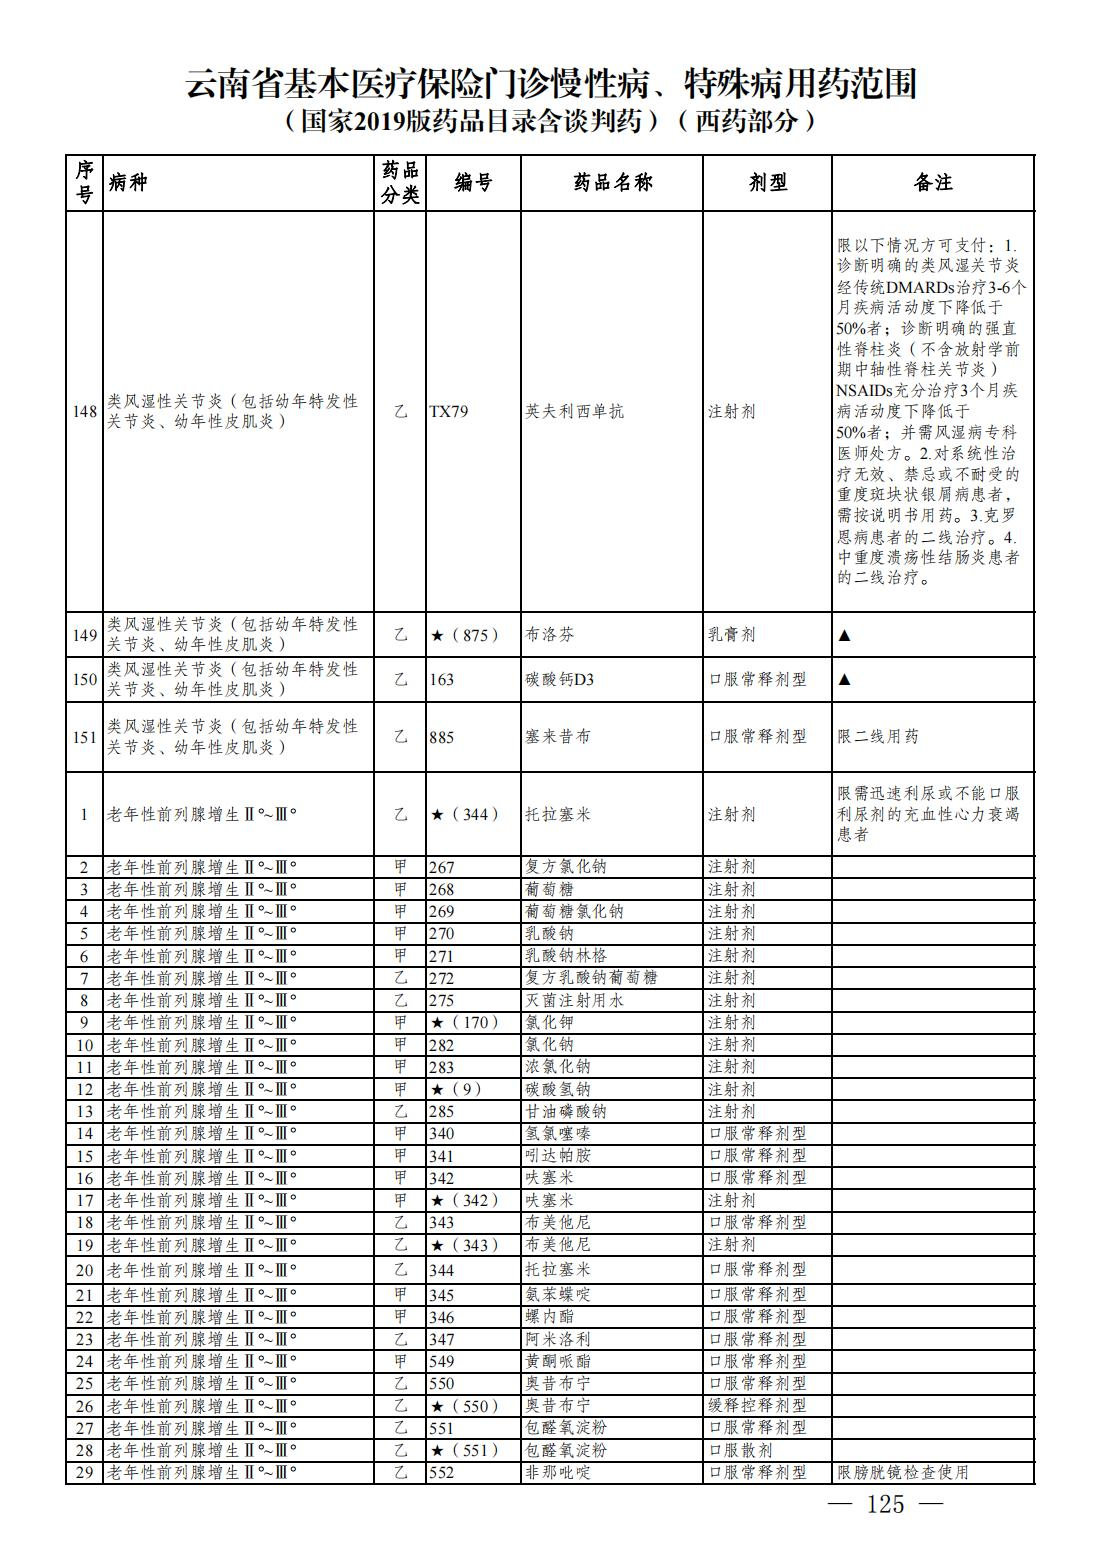 云南省基本医疗保险门诊慢性病、特殊病用药范围
（国家2019版药品目录含谈判药）（西药部分）
序号 病种 药品分类 编号 药品名称 剂型 备注
限以下情况方可支付：1.
诊断明确的类风湿关节炎
经传统DMARDs治疗3-6个
月疾病活动度下降低于
50%者；诊断明确的强直
性脊柱炎（不含放射学前
期中轴性脊柱关节炎）
NSAIDs充分治疗3个月疾
病活动度下降低于
50%者；并需风湿病专科
医师处方。2.对系统性治
疗无效、禁忌或不耐受的
重度斑块状银屑病患者，
需按说明书用药。3.克罗
恩病患者的二线治疗。4.
中重度溃疡性结肠炎患者
的二线治疗。
148 类风湿性关节炎（包括幼年特发性
关节炎、幼年性皮肌炎） 乙 TX79 英夫利西单抗 注射剂
149 类风湿性关节炎（包括幼年特发性
关节炎、幼年性皮肌炎） 乙 ★（875） 布洛芬 乳膏剂 ▲
150 类风湿性关节炎（包括幼年特发性
关节炎、幼年性皮肌炎） 乙 163 碳酸钙D3 口服常释剂型 ▲
151 类风湿性关节炎（包括幼年特发性
关节炎、幼年性皮肌炎） 乙 885 塞来昔布 口服常释剂型 限二线用药
1 老年性前列腺增生Ⅱ°~Ⅲ° 乙 ★（344） 托拉塞米 注射剂 限需迅速利尿或不能口服
利尿剂的充血性心力衰竭
患者
2 老年性前列腺增生Ⅱ°~Ⅲ° 甲 267 复方氯化钠 注射剂
3 老年性前列腺增生Ⅱ°~Ⅲ° 甲 268 葡萄糖 注射剂
4 老年性前列腺增生Ⅱ°~Ⅲ° 甲 269 葡萄糖氯化钠 注射剂
5 老年性前列腺增生Ⅱ°~Ⅲ° 甲 270 乳酸钠 注射剂
6 老年性前列腺增生Ⅱ°~Ⅲ° 甲 271 乳酸钠林格 注射剂
7 老年性前列腺增生Ⅱ°~Ⅲ° 乙 272 复方乳酸钠葡萄糖 注射剂
8 老年性前列腺增生Ⅱ°~Ⅲ° 乙 275 灭菌注射用水 注射剂
9 老年性前列腺增生Ⅱ°~Ⅲ° 甲 ★（170） 氯化钾 注射剂
10 老年性前列腺增生Ⅱ°~Ⅲ° 甲 282 氯化钠 注射剂
11 老年性前列腺增生Ⅱ°~Ⅲ° 甲 283 浓氯化钠 注射剂
12 老年性前列腺增生Ⅱ°~Ⅲ° 甲 ★（9） 碳酸氢钠 注射剂
13 老年性前列腺增生Ⅱ°~Ⅲ° 乙 285 甘油磷酸钠 注射剂
14 老年性前列腺增生Ⅱ°~Ⅲ° 甲 340 氢氯噻嗪 口服常释剂型
15 老年性前列腺增生Ⅱ°~Ⅲ° 甲 341 吲达帕胺 口服常释剂型
16 老年性前列腺增生Ⅱ°~Ⅲ° 甲 342 呋塞米 口服常释剂型
17 老年性前列腺增生Ⅱ°~Ⅲ° 甲 ★（342） 呋塞米 注射剂
18 老年性前列腺增生Ⅱ°~Ⅲ° 乙 343 布美他尼 口服常释剂型
19 老年性前列腺增生Ⅱ°~Ⅲ° 乙 ★（343） 布美他尼 注射剂
20 老年性前列腺增生Ⅱ°~Ⅲ° 乙 344 托拉塞米 口服常释剂型
21 老年性前列腺增生Ⅱ°~Ⅲ° 甲 345 氨苯蝶啶 口服常释剂型
22 老年性前列腺增生Ⅱ°~Ⅲ° 甲 346 螺内酯 口服常释剂型
23 老年性前列腺增生Ⅱ°~Ⅲ° 乙 347 阿米洛利 口服常释剂型
24 老年性前列腺增生Ⅱ°~Ⅲ° 甲 549 黄酮哌酯 口服常释剂型
25 老年性前列腺增生Ⅱ°~Ⅲ° 乙 550 奥昔布宁 口服常释剂型
26 老年性前列腺增生Ⅱ°~Ⅲ° 乙 ★（550） 奥昔布宁 缓释控释剂型
27 老年性前列腺增生Ⅱ°~Ⅲ° 乙 551 包醛氧淀粉 口服常释剂型
28 老年性前列腺增生Ⅱ°~Ⅲ° 乙 ★（551） 包醛氧淀粉 口服散剂
29 老年性前列腺增生Ⅱ°~Ⅲ° 乙 552 非那吡啶 口服常释剂型 限膀胱镜检查使用
— 125 —